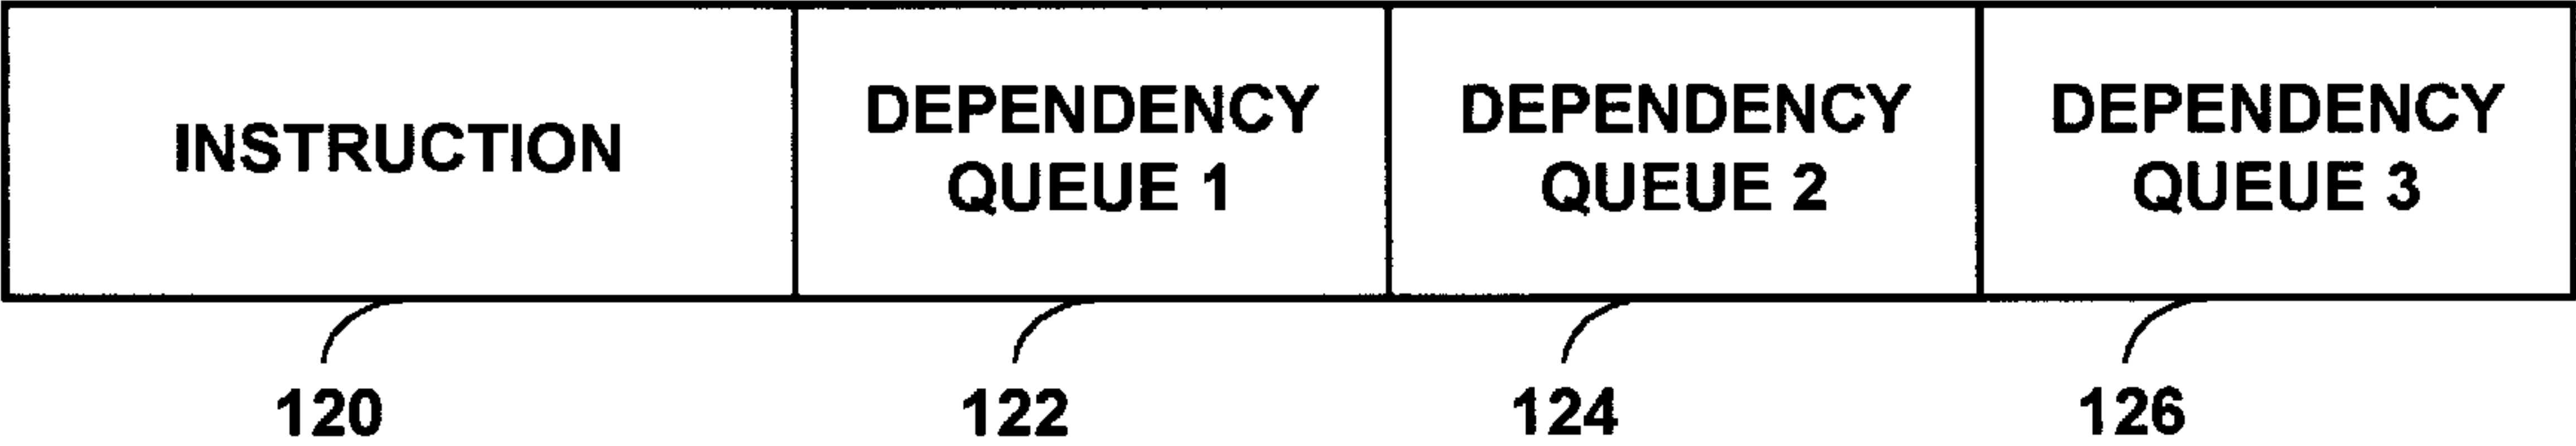 INSTRUCTION
DEPENDENCY
QUEUE 1
DEPENDENCY
QUEUE 2
DEPENDENCY
QUEUE 3
120
122
124
126